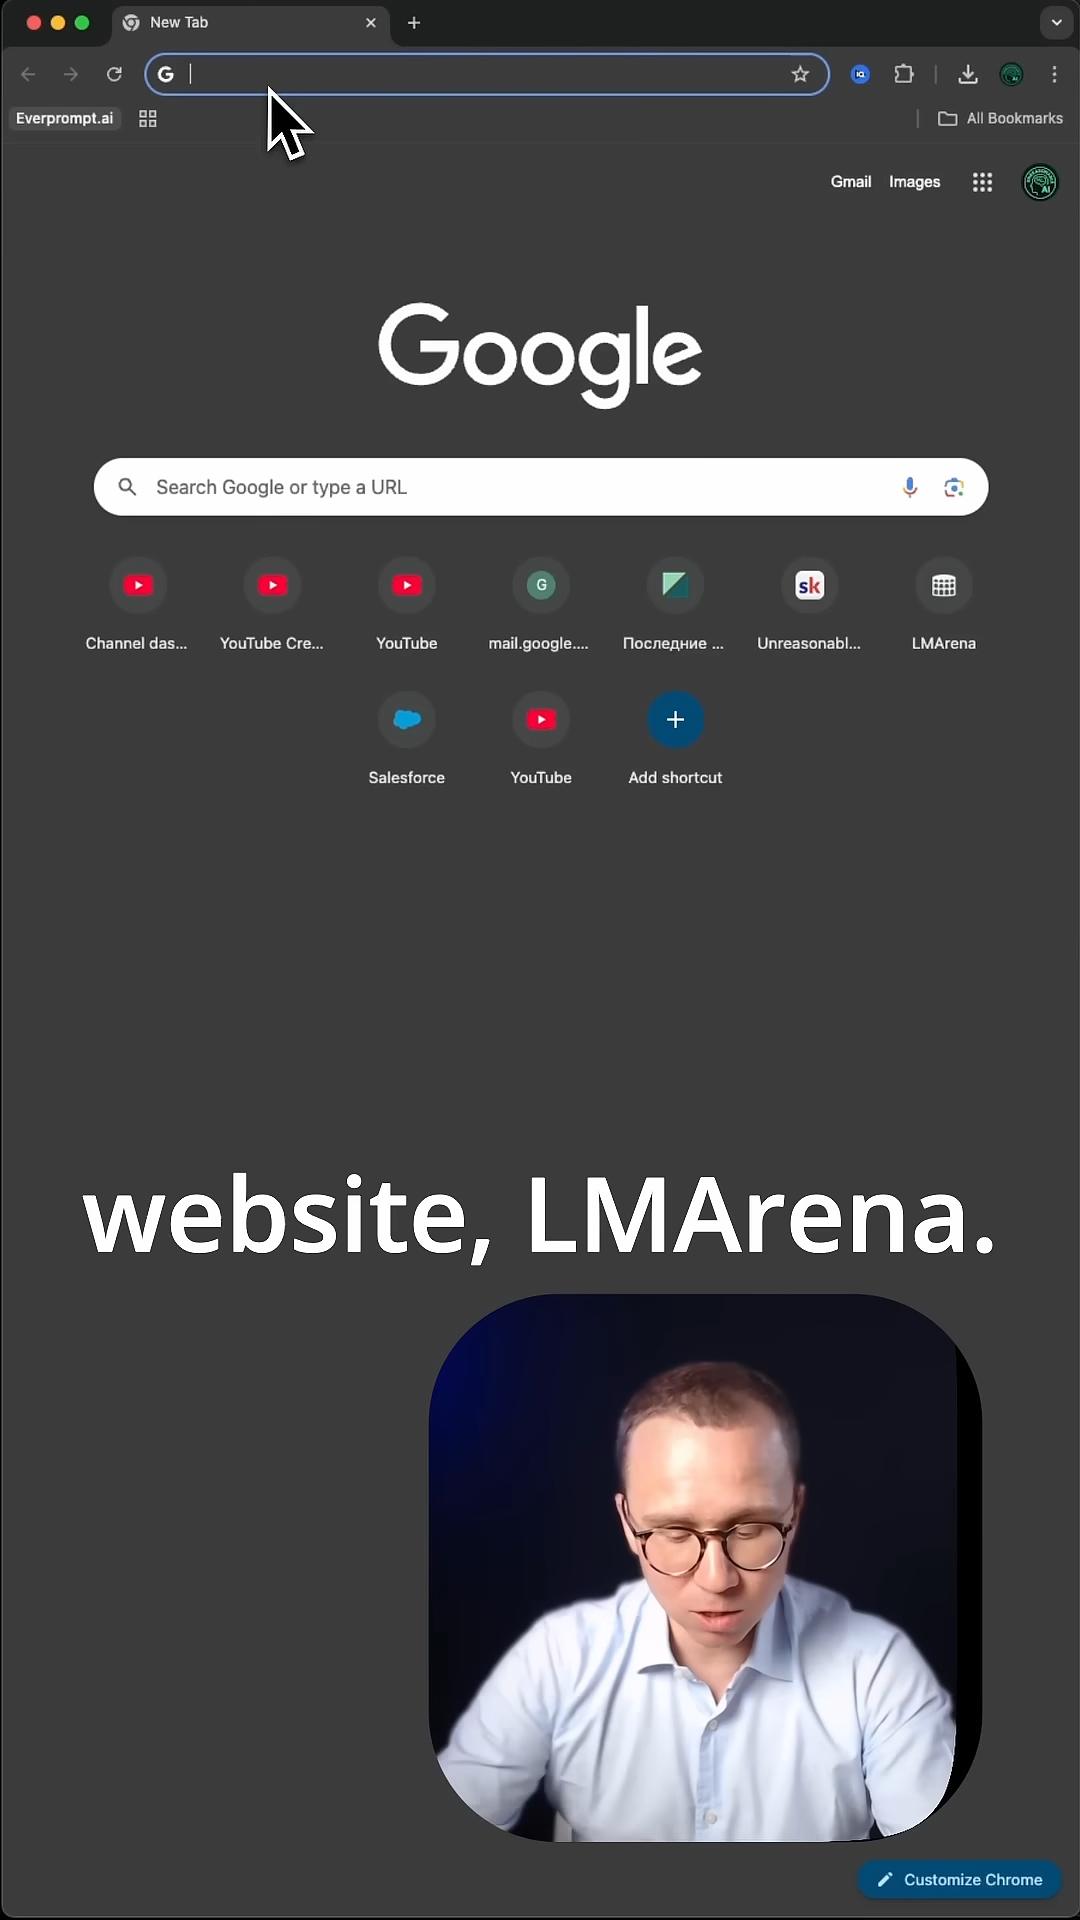 New Tab
Everprompt.ai
All Bookmarks
Gmail Images
Google
Search Google or type a URL
Channel das... YouTube Cre... YouTube mail.google.... Последние ... Unreasonabl... LMArena
Salesforce YouTube Add shortcut
website, LMArena.
Customize Chrome